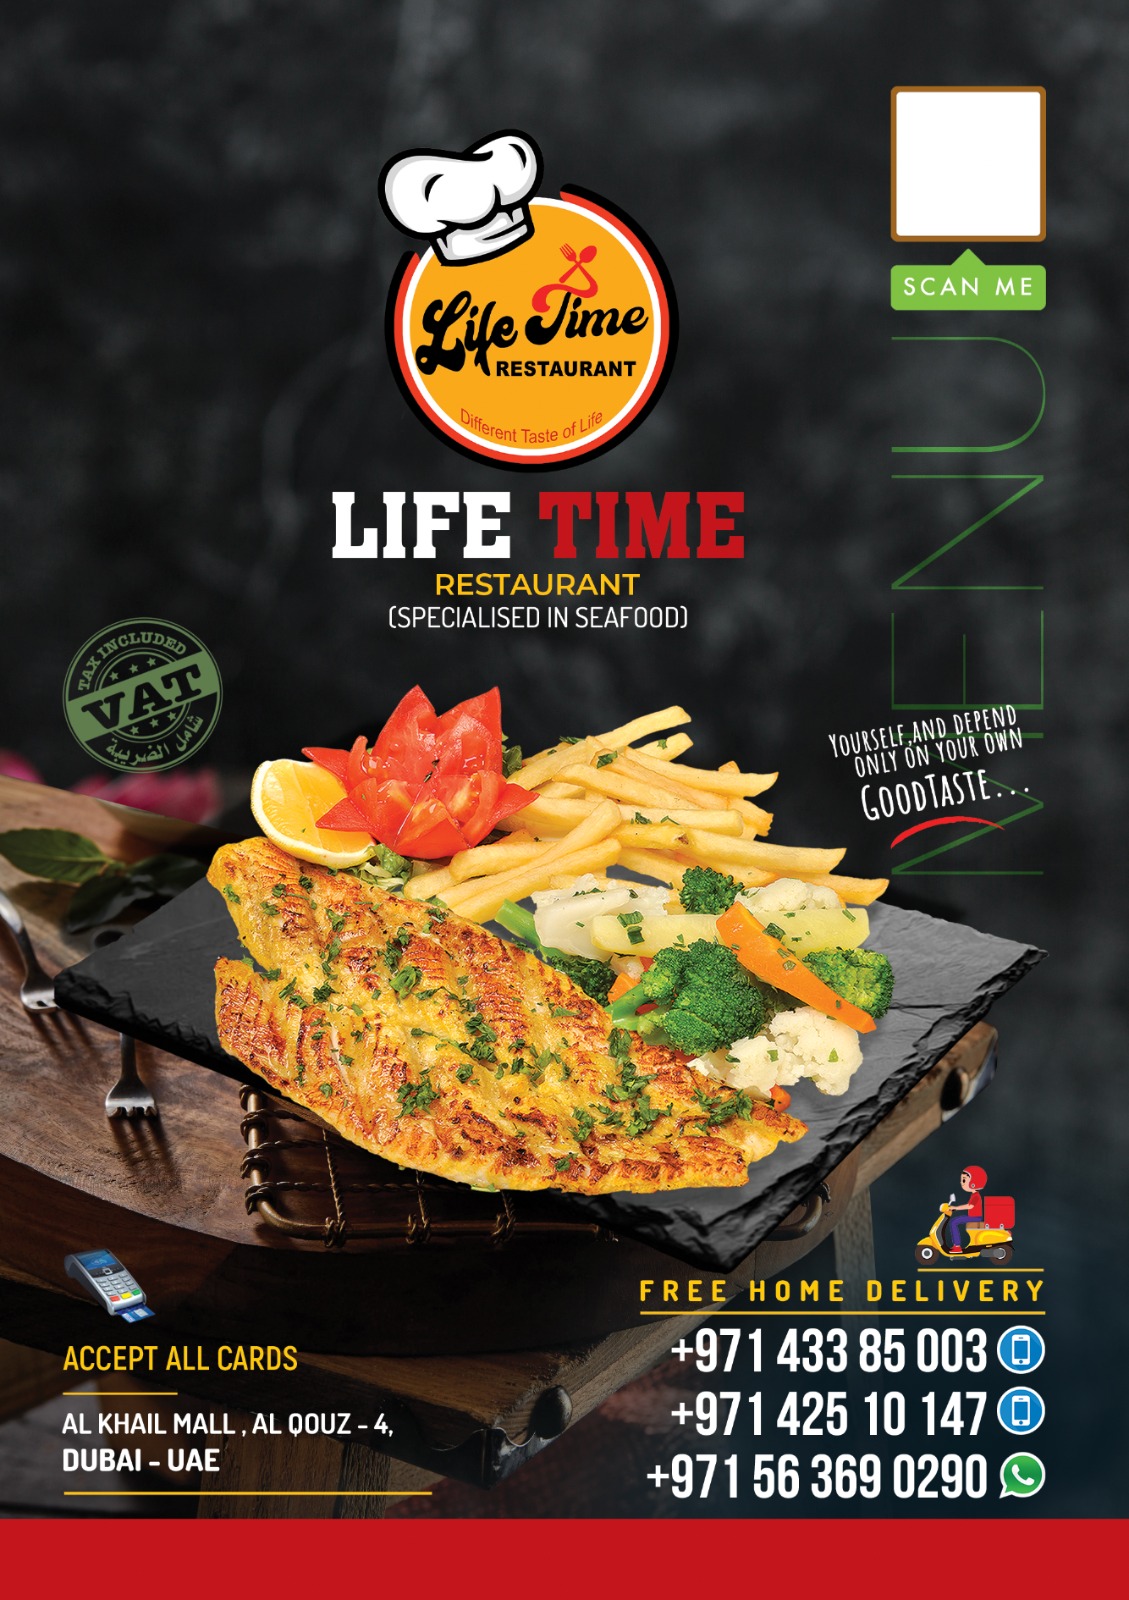 SCAN ME
MENU
Life Time
RESTAURANT
Different Taste of Life
LIFE TIME
RESTAURANT
(SPECIALISED IN SEAFOOD)
TAX INCLUDED
VAT
شامل الضريبة
YOURSELF, AND DEPEND
ONLY ON YOUR OWN
GOODTASTE...
FREE HOME DELIVERY
+971 433 85 003
+971 425 10 147
+971 56 369 0290
ACCEPT ALL CARDS
AL KHAIL MALL , AL QOUZ - 4,
DUBAI - UAE